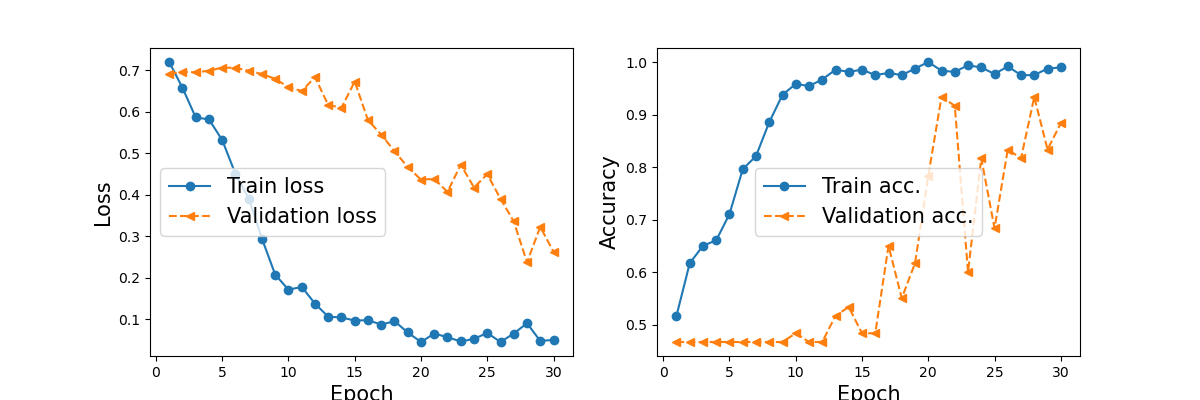 0.7
0.6
0.5
0.4
0.3
0.2
0.1
Loss
Train loss
Validation loss
0 5 10 15 20 25 30
Epoch
1.0
0.9
0.8
0.7
0.6
0.5
Accuracy
Train acc.
Validation acc.
0 5 10 15 20 25 30
Epoch